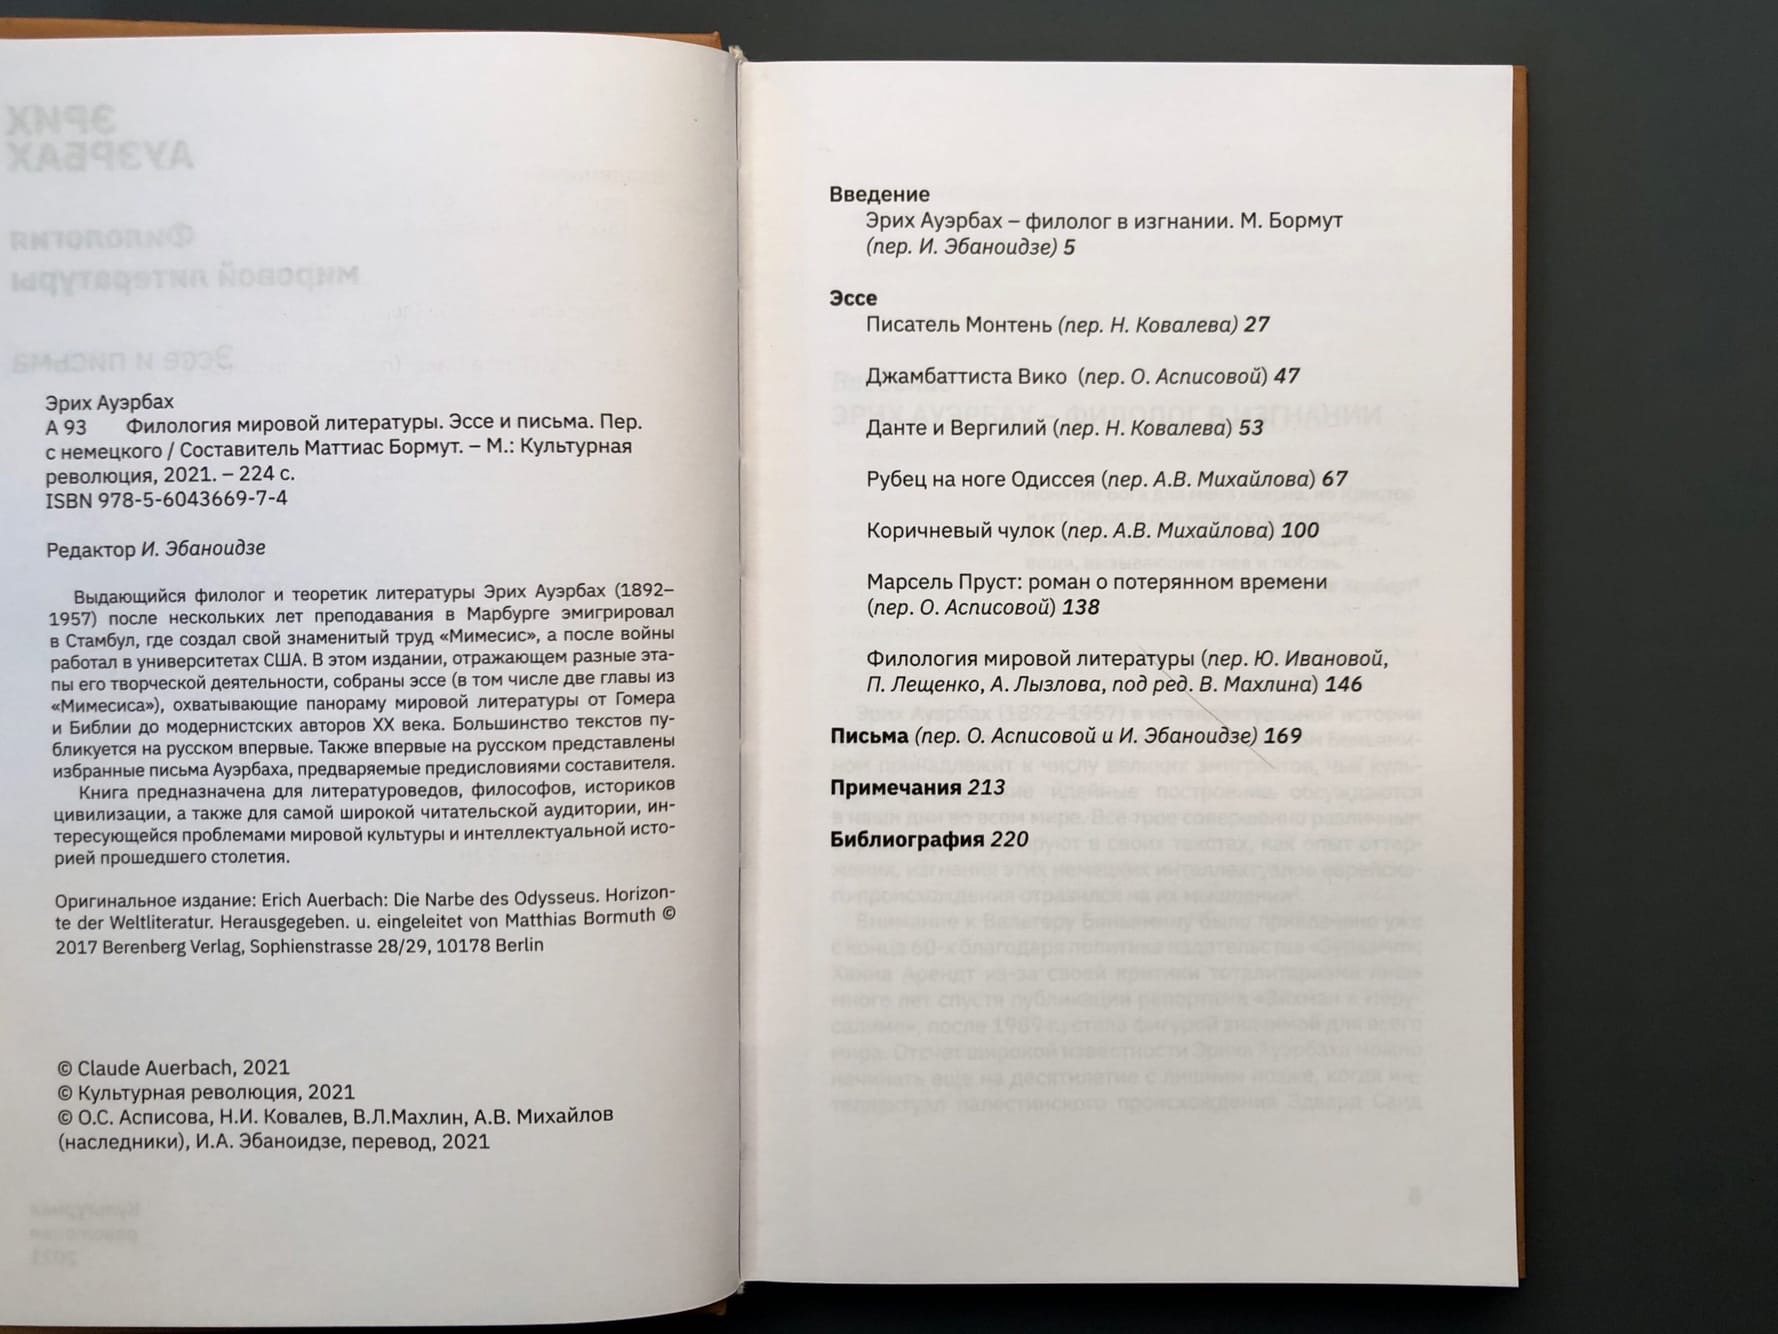 Эрих Ауэрбах
А 93 Филология мировой литературы. Эссе и письма. Пер.
с немецкого / Составитель Маттиас Бормут. – М.: Культурная
революция, 2021. – 224 с.
ISBN 978-5-6043669-7-4
Редактор И. Эбаноидзе
Выдающийся филолог и теоретик литературы Эрих Ауэрбах (1892–
1957) после нескольких лет преподавания в Марбурге эмигрировал
в Стамбул, где создал свой знаменитый труд «Мимесис», а после войны
работал в университетах США. В этом издании, отражающем разные эта-
пы его творческой деятельности, собраны эссе (в том числе две главы из
«Мимесиса»), охватывающие панораму мировой литературы от Гомера
и Библии до модернистских авторов XX века. Большинство текстов пу-
бликуется на русском впервые. Также впервые на русском представлены
избранные письма Ауэрбаха, предваряемые предисловиями составителя.
Книга предназначена для литературоведов, философов, историков
цивилизации, а также для самой широкой читательской аудитории, ин-
тересующейся проблемами мировой культуры и интеллектуальной исто-
рией прошедшего столетия.
Оригинальное издание: Erich Auerbach: Die Narbe des Odysseus. Horizon-
te der Weltliteratur. Herausgegeben. u. eingeleitet von Matthias Bormuth ©
2017 Berenberg Verlag, Sophienstrasse 28/29, 10178 Berlin
© Claude Auerbach, 2021
© Культурная революция, 2021
© О.С. Асписова, Н.И. Ковалев, В.Л.Махлин, А.В. Михайлов
(наследники), И.А. Эбаноидзе, перевод, 2021
Введение
Эрих Ауэрбах – филолог в изгнании. М. Бормут
(пер. И. Эбаноидзе) 5
Эссе
Писатель Монтень (пер. Н. Ковалева) 27
Джамбаттиста Вико (пер. О. Асписовой) 47
Данте и Вергилий (пер. Н. Ковалева) 53
Рубец на ноге Одиссея (пер. А.В. Михайлова) 67
Коричневый чулок (пер. А.В. Михайлова) 100
Марсель Пруст: роман о потерянном времени
(пер. О. Асписовой) 138
Филология мировой литературы (пер. Ю. Ивановой,
П. Лещенко, А. Лызлова, под ред. В. Махлина) 146
Письма (пер. О. Асписовой и И. Эбаноидзе) 169
Примечания 213
Библиография 220